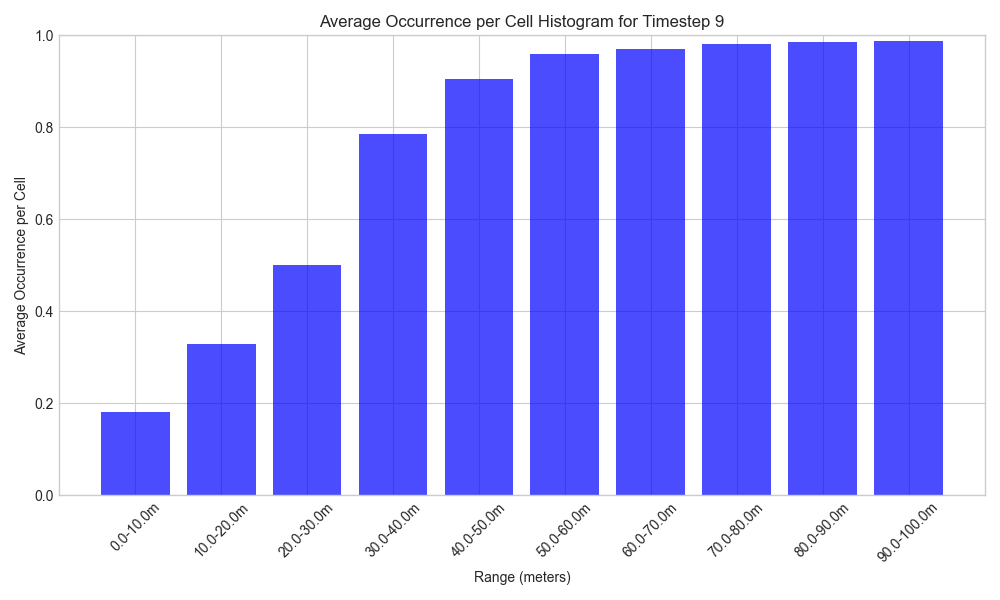 Average Occurrence per Cell Histogram for Timestep 9
Average Occurrence per Cell
1.0
0.8
0.6
0.4
0.2
0.0
0.0-10.0m
10.0-20.0m
20.0-30.0m
30.0-40.0m
40.0-50.0m
50.0-60.0m
60.0-70.0m
70.0-80.0m
80.0-90.0m
90.0-100.0m
Range (meters)